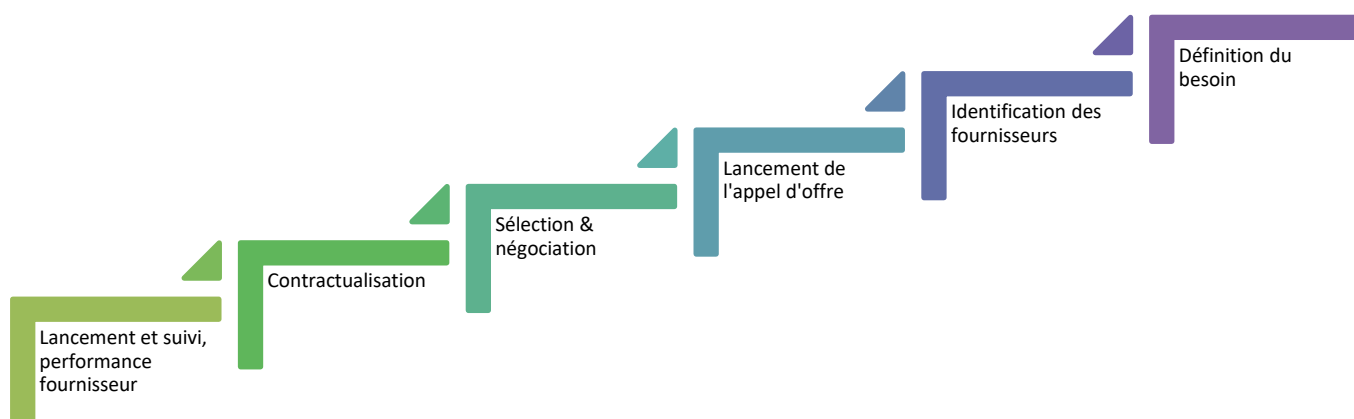 Lancement et suivi,
performance
fournisseur
Contractualisation
Sélection &
négociation
Lancement de
l'appel d'offre
Identification des
fournisseurs
Définition du
besoin